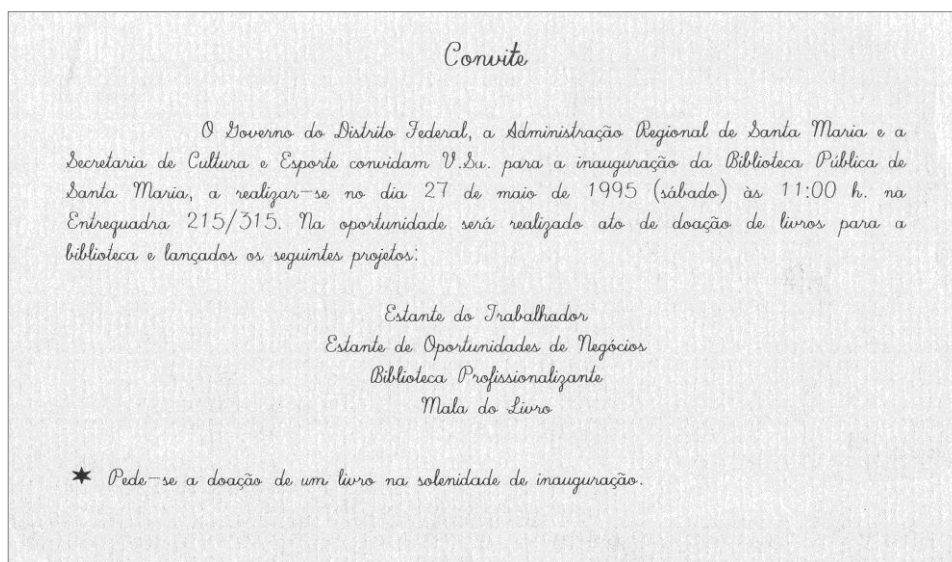 Convite
O Governo do Distrito Federal, a Administração Regional de Santa Maria e a
Secretaria de Cultura e Esporte convidam V.Sa. para a inauguração da Biblioteca Pública de
Santa Maria, a realizar-se no dia 27 de maio de 1995 (sábado) às 11:00 h. na
Entrequadra 215/315. Na oportunidade será realizado ato de doação de livros para a
biblioteca e lançados os seguintes projetos:
Estante do Trabalhador
Estante de Oportunidades de Negócios
Biblioteca Profissionalizante
Mala do Livro
★ Pede-se a doação de um livro na solenidade de inauguração.